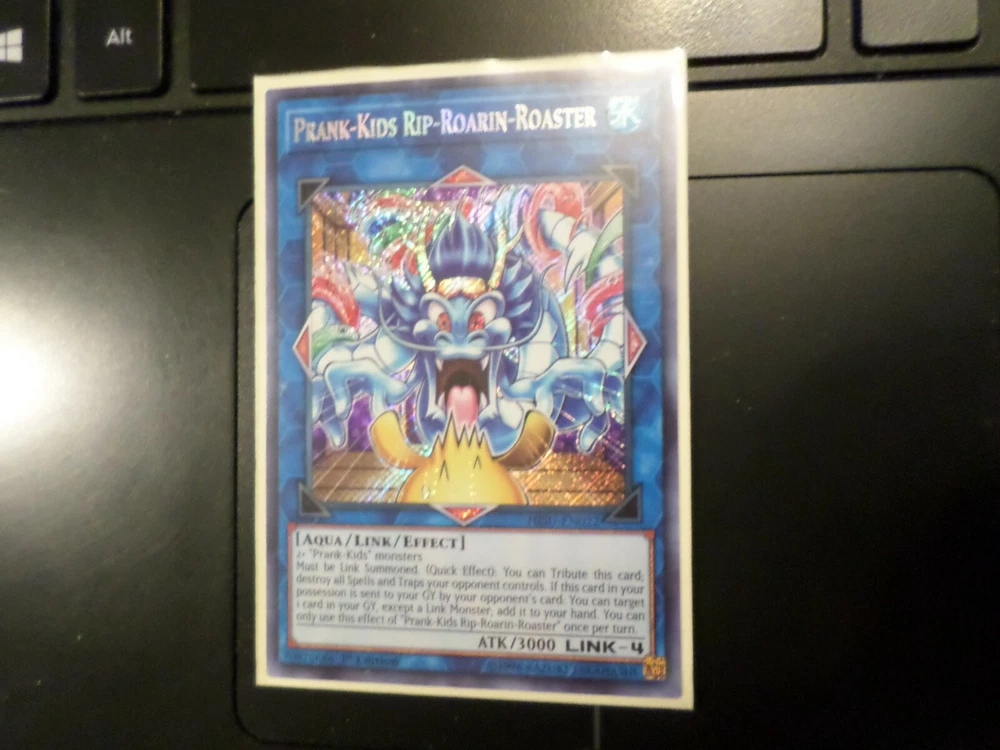 Alt
PRANK-KIDS RIP-ROARIN-ROASTER
[AQUA/LINK/EFFECT]
2+ "Prank-Kids" monsters
Must be Link Summoned. (Quick Effect): You can Tribute this card;
destroy all Spells and Traps your opponent controls. If this card in your
possession is sent to your GY by your opponent's card: You can target
1 card in your GY, except a Link Monster; add it to your hand. You can
only use this effect of "Prank-Kids Rip-Roarin-Roaster" once per turn.
ATK/3000 LINK-4
Edition